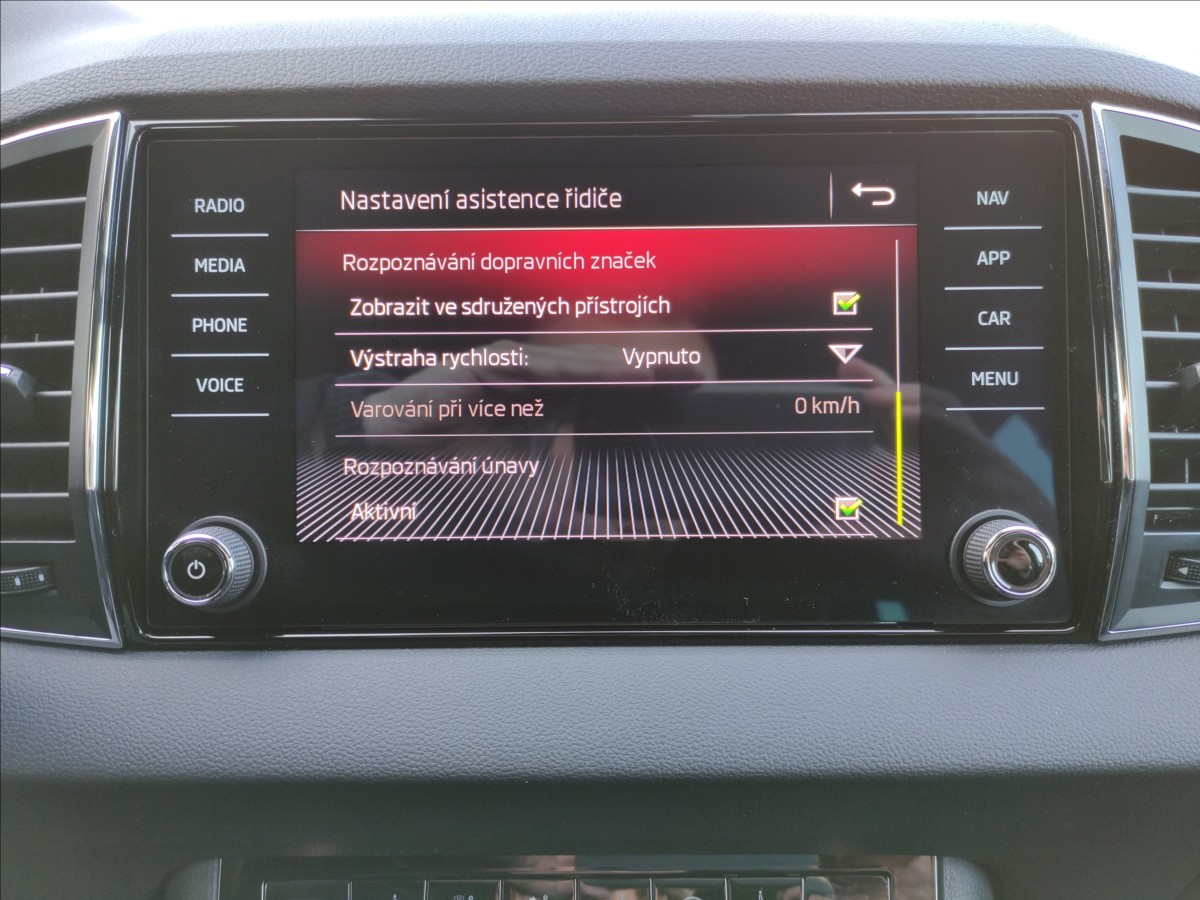 RADIO
MEDIA
PHONE
VOICE
Nastavení asistence řidiče
Rozpoznávání dopravních značek
Zobrazit ve sdružených přístrojích
Výstraha rychlosti: Vypnuto
Varování při více než 0 km/h
Rozpoznávání únavy
Aktivní
NAV
APP
CAR
MENU